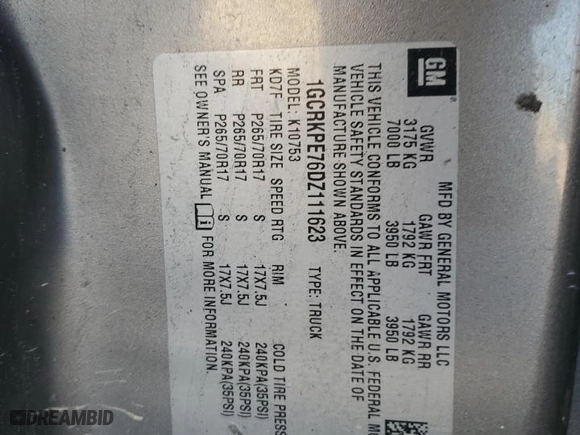 GM
MFD BY GENERAL MOTORS LLC
GVWR GAWR FRT GAWR RR
3175 KG 1792 KG 1792 KG
7000 LB 3950 LB 3950 LB
THIS VEHICLE CONFORMS TO ALL APPLICABLE U.S. FEDERAL
VEHICLE SAFETY STANDARDS IN EFFECT ON THE DATE OF
MANUFACTURE SHOWN ABOVE.
1GCRKPE76DZ111623 TYPE: TRUCK
MODEL: K10753
KD7F TIRE SIZE SPEED RTG RIM COLD TIRE PRES
FRT P265/70R17 S 17X7.5J 240KPA(35PSI)
RR P265/70R17 S 17X7.5J 240KPA(35PSI)
SPA P265/70R17 S 17X7.5J 240KPA(35PSI)
SEE OWNER'S MANUAL FOR MORE INFORMATION.
DREAMBID